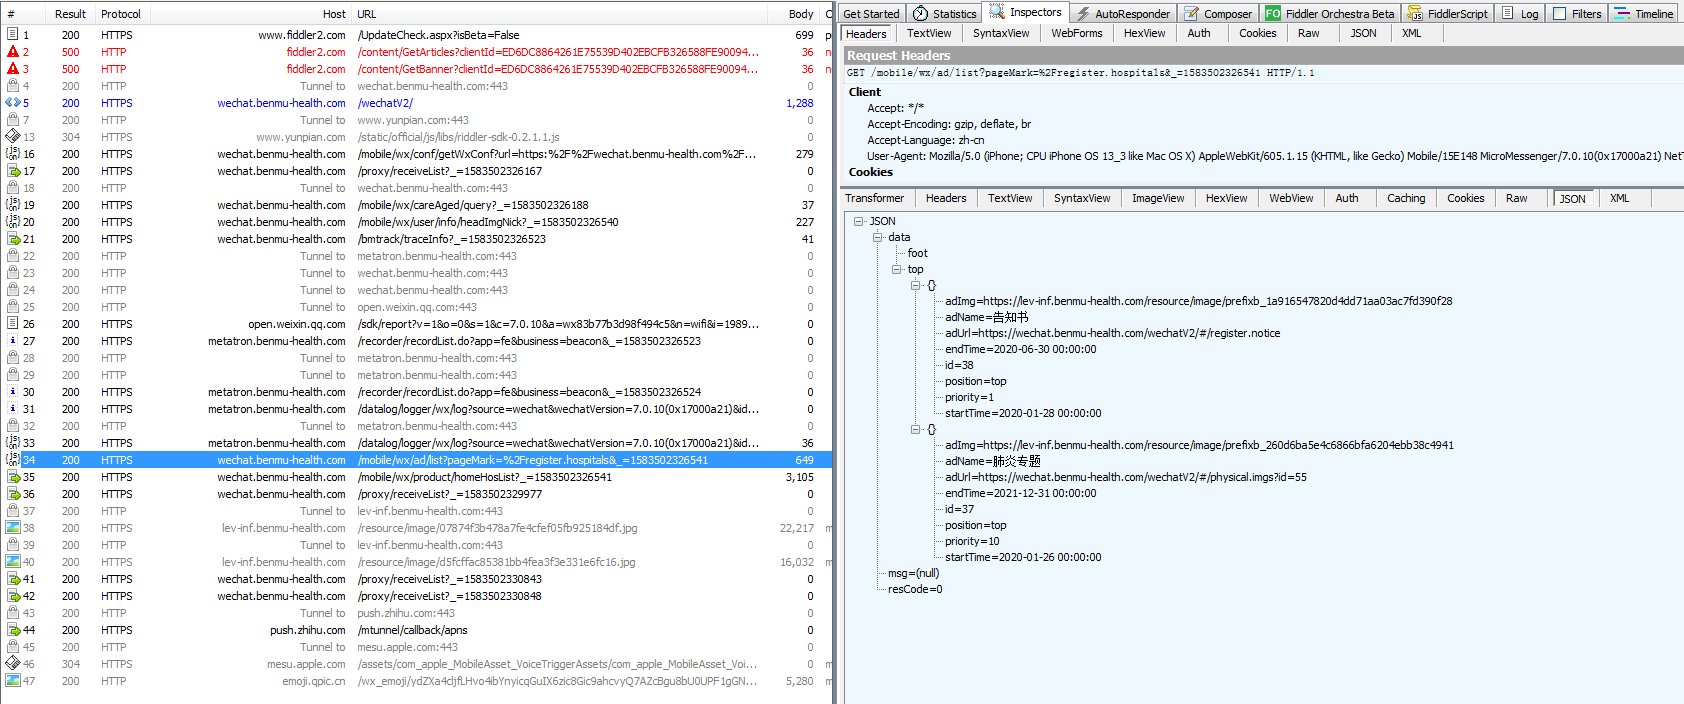 # Result Protocol Host URL Body C
1 200 HTTPS www.fiddler2.com /UpdateCheck.aspx?isBeta=False 699 p
2 500 HTTPS fiddler2.com /content/GetArticles?clientId=ED6DC8864261E75539D402EBCFB326588FE90094... 36 n
3 500 HTTP fiddler2.com /content/GetBanner?clientId=ED6DC8864261E75539D402EBCFB326588FE90094... 36 n
4 200 HTTP Tunnel to wechat.benmu-health.com:443 0
5 200 HTTPS wechat.benmu-health.com /wechatV2/ 1,288
7 200 HTTP Tunnel to www.yunpian.com:443 0
13 304 HTTPS www.yunpian.com /static/official/js/libs/riddler-sdk-0.2.1.1.js 0
16 200 HTTPS wechat.benmu-health.com /mobile/wx/conf/getWxConf?url=https:%2F%2Fwechat.benmu-health.com%2F... 279
17 200 HTTPS wechat.benmu-health.com /proxy/receiveList?_=1583502326167 0
18 200 HTTP Tunnel to wechat.benmu-health.com:443 0
19 200 HTTPS wechat.benmu-health.com /mobile/wx/careAged/query?_=1583502326188 37
20 200 HTTPS wechat.benmu-health.com /mobile/wx/user/info/headImgNick?_=1583502326540 227
21 200 HTTPS wechat.benmu-health.com /bmtrack/traceInfo?_=1583502326523 41
22 200 HTTP Tunnel to metatron.benmu-health.com:443 0
23 200 HTTP Tunnel to wechat.benmu-health.com:443 0
24 200 HTTP Tunnel to wechat.benmu-health.com:443 0
25 200 HTTP Tunnel to open.weixin.qq.com:443 0
26 200 HTTPS open.weixin.qq.com /sdk/report?v=1&o=0&s=1&c=7.0.10&a=wx83b77b3d98f494c5&n=wifi&i=1989... 0
27 200 HTTPS metatron.benmu-health.com /recorder/recordList.do?app=fe&business=beacon&_=1583502326523 0
28 200 HTTP Tunnel to metatron.benmu-health.com:443 0
29 200 HTTP Tunnel to metatron.benmu-health.com:443 0
30 200 HTTPS metatron.benmu-health.com /recorder/recordList.do?app=fe&business=beacon&_=1583502326524 0
31 200 HTTPS metatron.benmu-health.com /datalog/logger/wx/log?source=wechat&wechatVersion=7.0.10(0x17000a21)&id... 0
32 200 HTTP Tunnel to metatron.benmu-health.com:443 0
33 200 HTTPS metatron.benmu-health.com /datalog/logger/wx/log?source=wechat&wechatVersion=7.0.10(0x17000a21)&id... 36
34 200 HTTPS wechat.benmu-health.com /mobile/wx/ad/list?pageMark=%2Fregister.hospitals&_=1583502326541 649
35 200 HTTPS wechat.benmu-health.com /mobile/wx/product/homeHosList?_=1583502326541 3,105
36 200 HTTPS wechat.benmu-health.com /proxy/receiveList?_=1583502329977 0
37 200 HTTP Tunnel to lev-inf.benmu-health.com:443 0
38 200 HTTPS lev-inf.benmu-health.com /resource/image/07874f3b478a7fe4cfef05fb925184df.jpg 22,217 m
39 200 HTTP Tunnel to lev-inf.benmu-health.com:443 0
40 200 HTTPS lev-inf.benmu-health.com /resource/image/d5fcffac85381bb4fea3f3e331e6fc16.jpg 16,032 m
41 200 HTTPS wechat.benmu-health.com /proxy/receiveList?_=1583502330843 0
42 200 HTTPS wechat.benmu-health.com /proxy/receiveList?_=1583502330848 0
43 200 HTTP Tunnel to push.zhihu.com:443 0
44 200 HTTPS push.zhihu.com /mtunnel/callback/apns 0
45 200 HTTP Tunnel to mesu.apple.com:443 0
46 304 HTTPS mesu.apple.com /assets/com_apple_MobileAsset_VoiceTriggerAssets/com_apple_MobileAsset_Voi... 0
47 200 HTTP emoji.qpic.cn /wx_emoji/ydZXa4cljfLHvo4ibYnyicqGuIX6zic8Gic9ahcvyQ7AZcBgu8bU0UPF1gGN... 5,280 m
Get Started Statistics Inspectors AutoResponder Composer FO Fiddler Orchestra Beta FiddlerScript Log Filters Timeline
Headers TextView SyntaxView WebForms HexView Auth Cookies Raw JSON XML
Request Headers
GET /mobile/wx/ad/list?pageMark=%2Fregister.hospitals&_=1583502326541 HTTP/1.1
Client
Accept: */*
Accept-Encoding: gzip, deflate, br
Accept-Language: zh-cn
User-Agent: Mozilla/5.0 (iPhone; CPU iPhone OS 13_3 like Mac OS X) AppleWebKit/605.1.15 (KHTML, like Gecko) Mobile/15E148 MicroMessenger/7.0.10(0x17000a21) NetT
Cookies
Transformer Headers TextView SyntaxView ImageView HexView WebView Auth Caching Cookies Raw JSON XML
JSON
data
foot
top
{}
adImg=https://lev-inf.benmu-health.com/resource/image/prefixb_1a916547820d4dd71aa03ac7fd390f28
adName=告知书
adUrl=https://wechat.benmu-health.com/wechatV2/#/register.notice
endTime=2020-06-30 00:00:00
id=38
position=top
priority=1
startTime=2020-01-28 00:00:00
{}
adImg=https://lev-inf.benmu-health.com/resource/image/prefixb_260d6ba5e4c6866bfa6204ebb38c4941
adName=肺炎专题
adUrl=https://wechat.benmu-health.com/wechatV2/#/physical.imgs?id=55
endTime=2021-12-31 00:00:00
id=37
position=top
priority=10
startTime=2020-01-26 00:00:00
msg=(null)
resCode=0